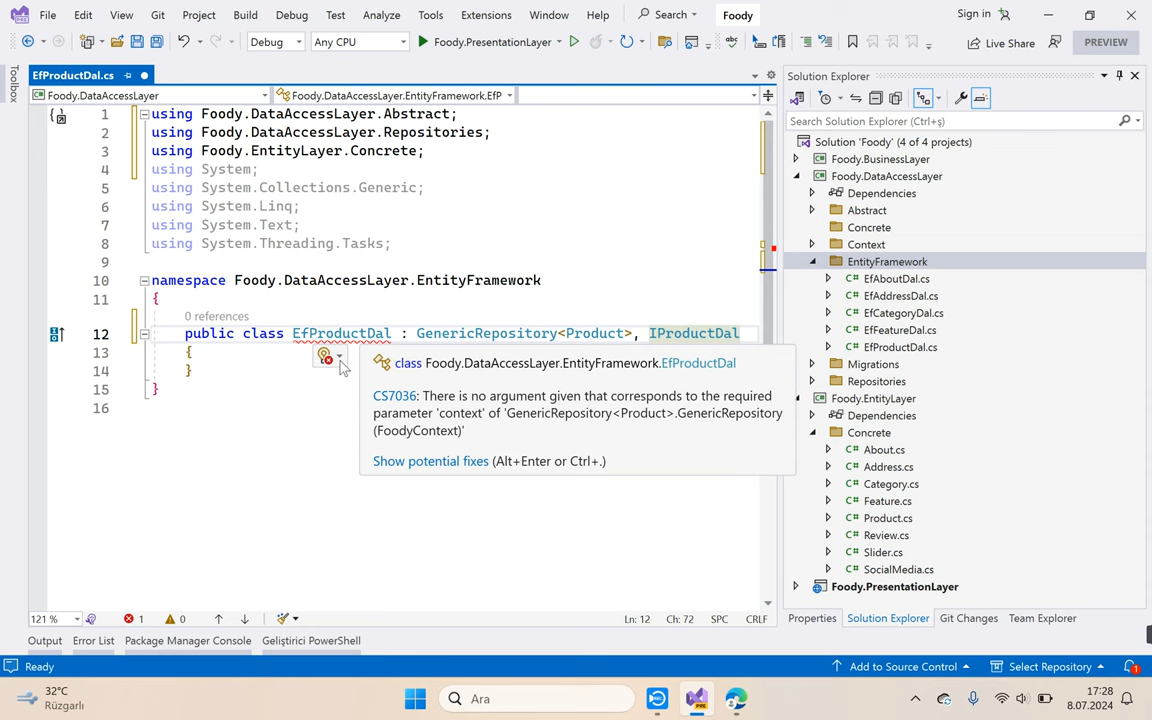 File Edit View Git Project Build Debug Test Analyze Tools Extensions Window Help Search Foody Sign in
Debug Any CPU Foody.PresentationLayer Live Share PREVIEW
Toolbox
EfProductDal.cs
Foody.DataAccessLayer Foody.DataAccessLayer.EntityFramework.EfP
1 using Foody.DataAccessLayer.Abstract;
2 using Foody.DataAccessLayer.Repositories;
3 using Foody.EntityLayer.Concrete;
4 using System;
5 using System.Collections.Generic;
6 using System.Linq;
7 using System.Text;
8 using System.Threading.Tasks;
9
10 namespace Foody.DataAccessLayer.EntityFramework
11 {
0 references
12 public class EfProductDal : GenericRepository<Product>, IProductDal
13 {
14 }
15 }
16
class Foody.DataAccessLayer.EntityFramework.EfProductDal
CS7036: There is no argument given that corresponds to the required
parameter 'context' of 'GenericRepository<Product>.GenericRepository
(FoodyContext)'
Show potential fixes (Alt+Enter or Ctrl+.)
121 % 1 0 Ln: 12 Ch: 72 SPC CRLF
Output Error List Package Manager Console Geliştirici PowerShell
Solution Explorer
Search Solution Explorer (Ctrl+ş)
Solution 'Foody' (4 of 4 projects)
Foody.BusinessLayer
Foody.DataAccessLayer
Dependencies
Abstract
Concrete
Context
EntityFramework
C# EfAboutDal.cs
C# EfAddressDal.cs
C# EfCategoryDal.cs
C# EfFeatureDal.cs
C# EfProductDal.cs
Migrations
Repositories
Foody.EntityLayer
Dependencies
Concrete
C# About.cs
C# Address.cs
C# Category.cs
C# Feature.cs
C# Product.cs
C# Review.cs
C# Slider.cs
C# SocialMedia.cs
Foody.PresentationLayer
Properties Solution Explorer Git Changes Team Explorer
Ready Add to Source Control Select Repository 1
32°C
Rüzgarlı
Ara
17:28
8.07.2024